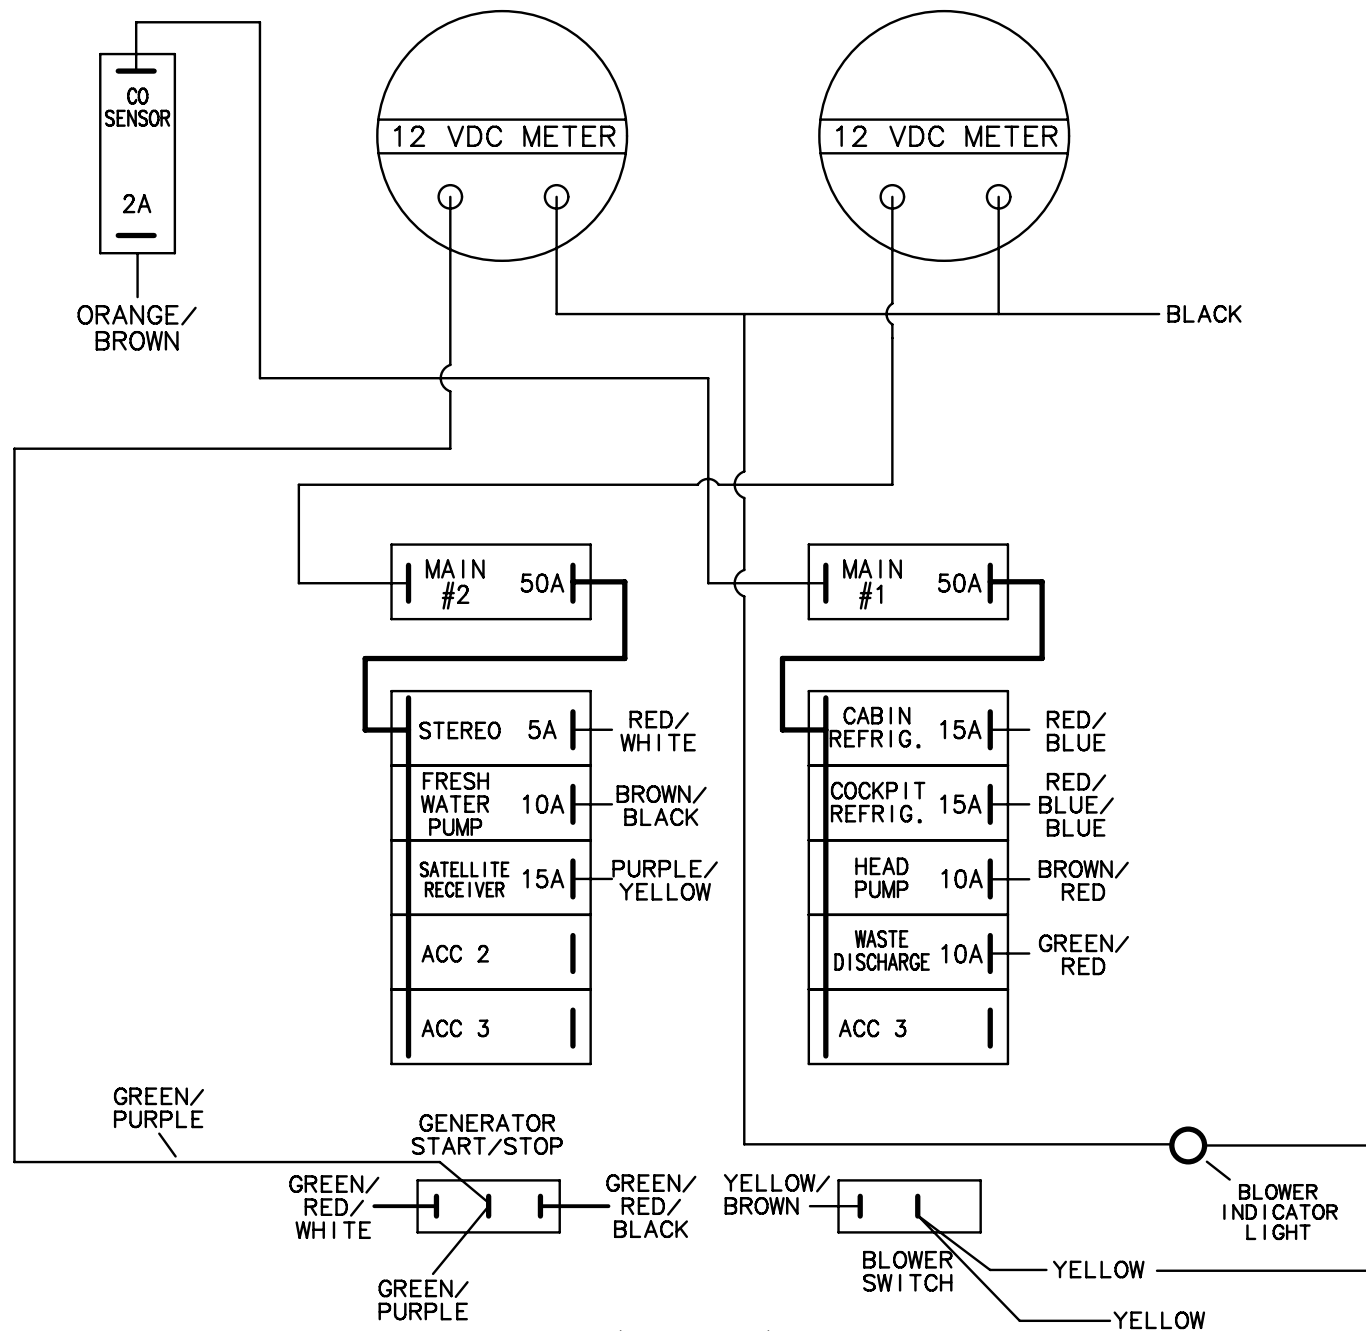 CO
SENSOR
2A
ORANGE/
BROWN
12 VDC METER
12 VDC METER
BLACK
MAIN
#2
50A
MAIN
#1
50A
STEREO 5A
RED/
WHITE
FRESH
WATER
PUMP
10A
BROWN/
BLACK
SATELLITE
RECEIVER
15A
PURPLE/
YELLOW
ACC 2
ACC 3
CABIN
REFRIG.
15A
RED/
BLUE
COCKPIT
REFRIG.
15A
RED/
BLUE/
BLUE
HEAD
PUMP
10A
BROWN/
RED
WASTE
DISCHARGE
10A
GREEN/
RED
ACC 3
GREEN/
PURPLE
GENERATOR
START/STOP
GREEN/
RED/
WHITE
GREEN/
RED/
BLACK
GREEN/
PURPLE
YELLOW/
BROWN
BLOWER
SWITCH
BLOWER
INDICATOR
LIGHT
YELLOW
YELLOW